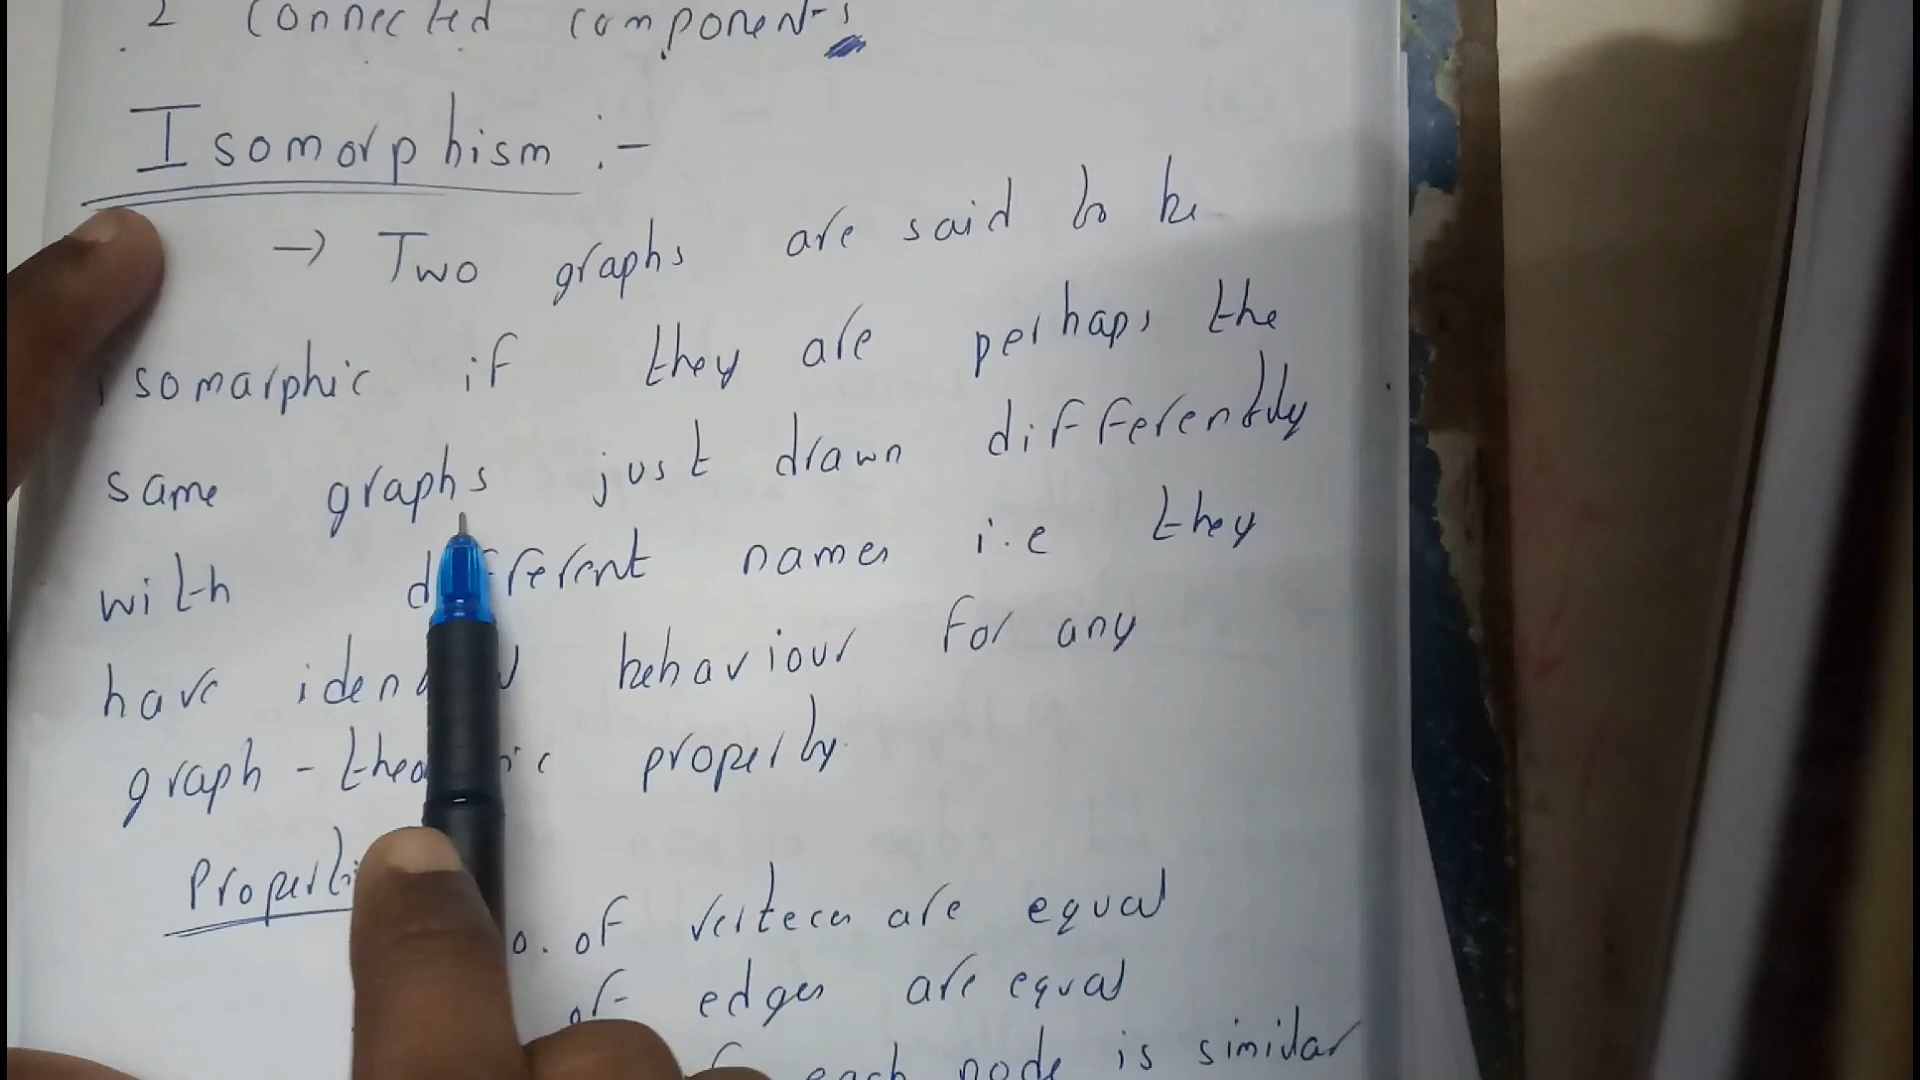 2 connected components
Isomorphism :-
→ Two graphs are said to be
isomarphic if they are perhaps the
same graphs just drawn differently
with different names i.e they
have behaviour for any
graph - property.
o. of are equal
of edges are equal
each node is similar